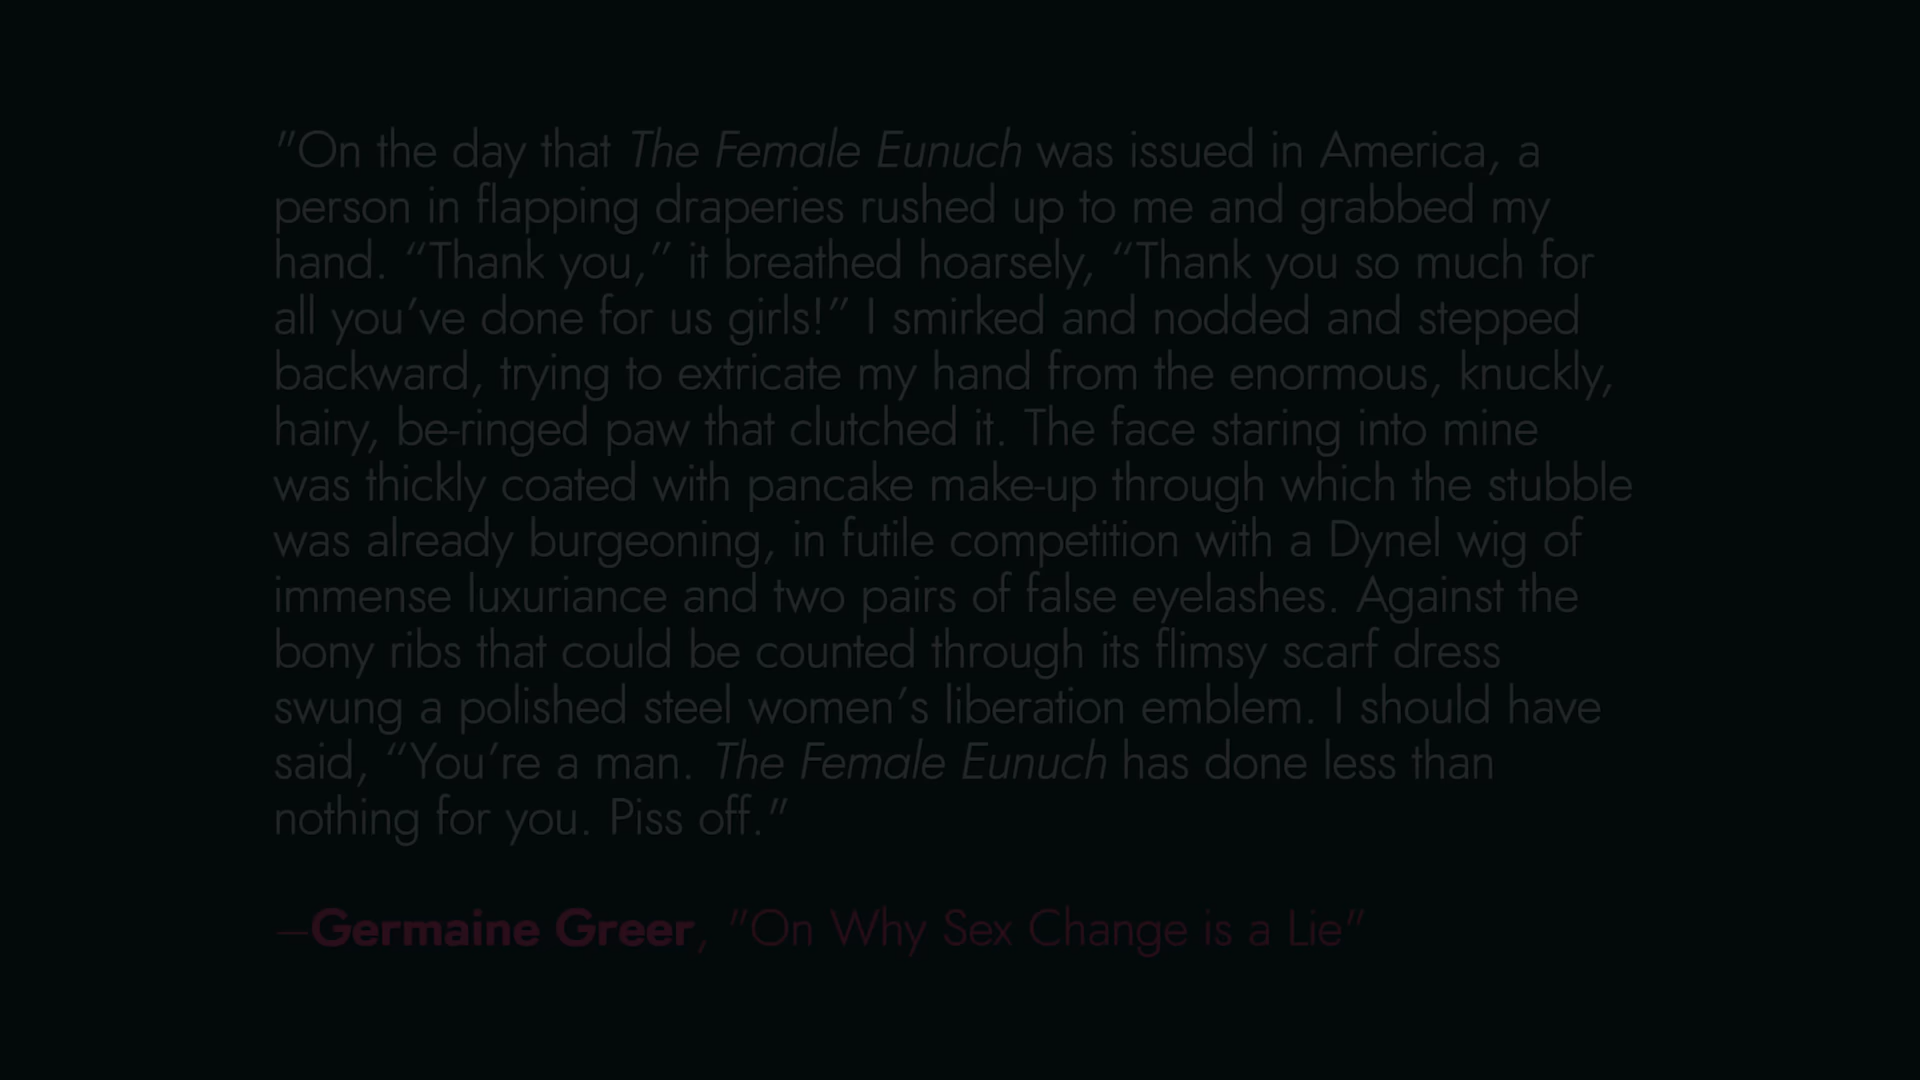 "On the day that The Female Eunuch was issued in America, a
person in flapping draperies rushed up to me and grabbed my
hand. “Thank you,” it breathed hoarsely, “Thank you so much for
all you’ve done for us girls!” I smirked and nodded and stepped
backward, trying to extricate my hand from the enormous, knuckly,
hairy, be-ringed paw that clutched it. The face staring into mine
was thickly coated with pancake make-up through which the stubble
was already burgeoning, in futile competition with a Dynel wig of
immense luxuriance and two pairs of false eyelashes. Against the
bony ribs that could be counted through its flimsy scarf dress
swung a polished steel women’s liberation emblem. I should have
said, “You’re a man. The Female Eunuch has done less than
nothing for you. Piss off."
—Germaine Greer, "On Why Sex Change is a Lie"